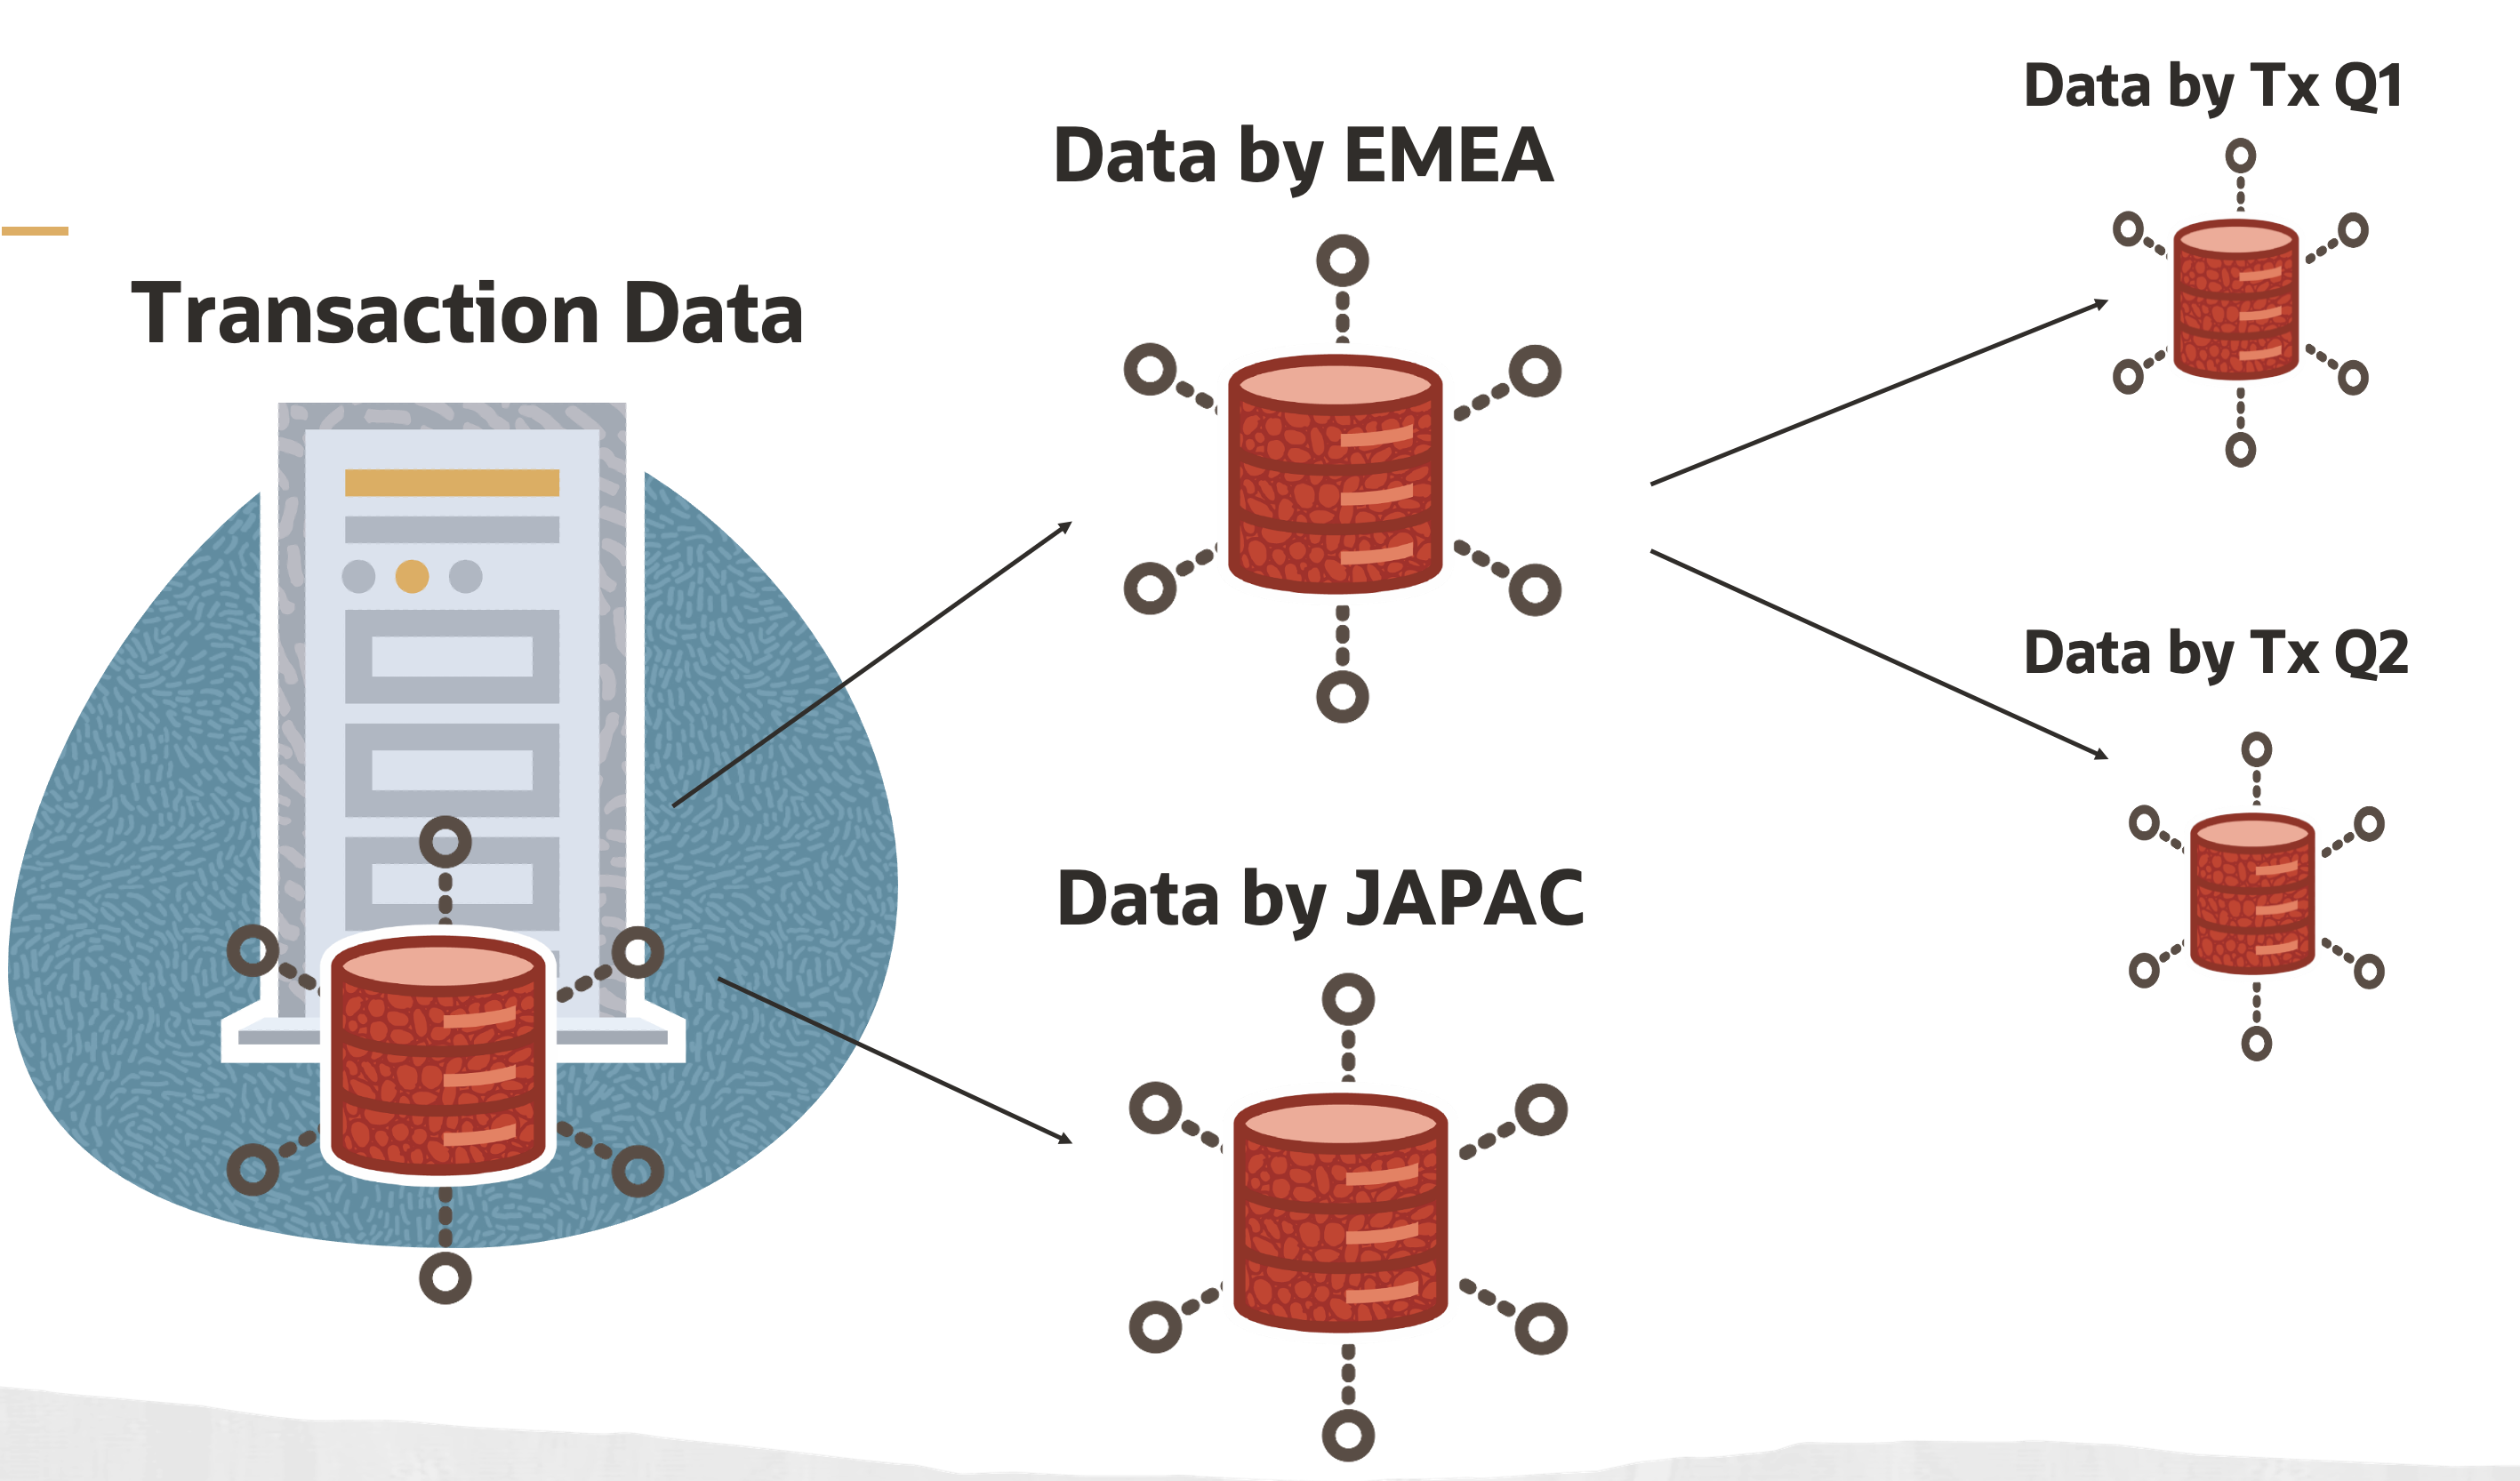 Transaction Data
Data by EMEA
Data by JAPAC
Data by Tx Q1
Data by Tx Q2